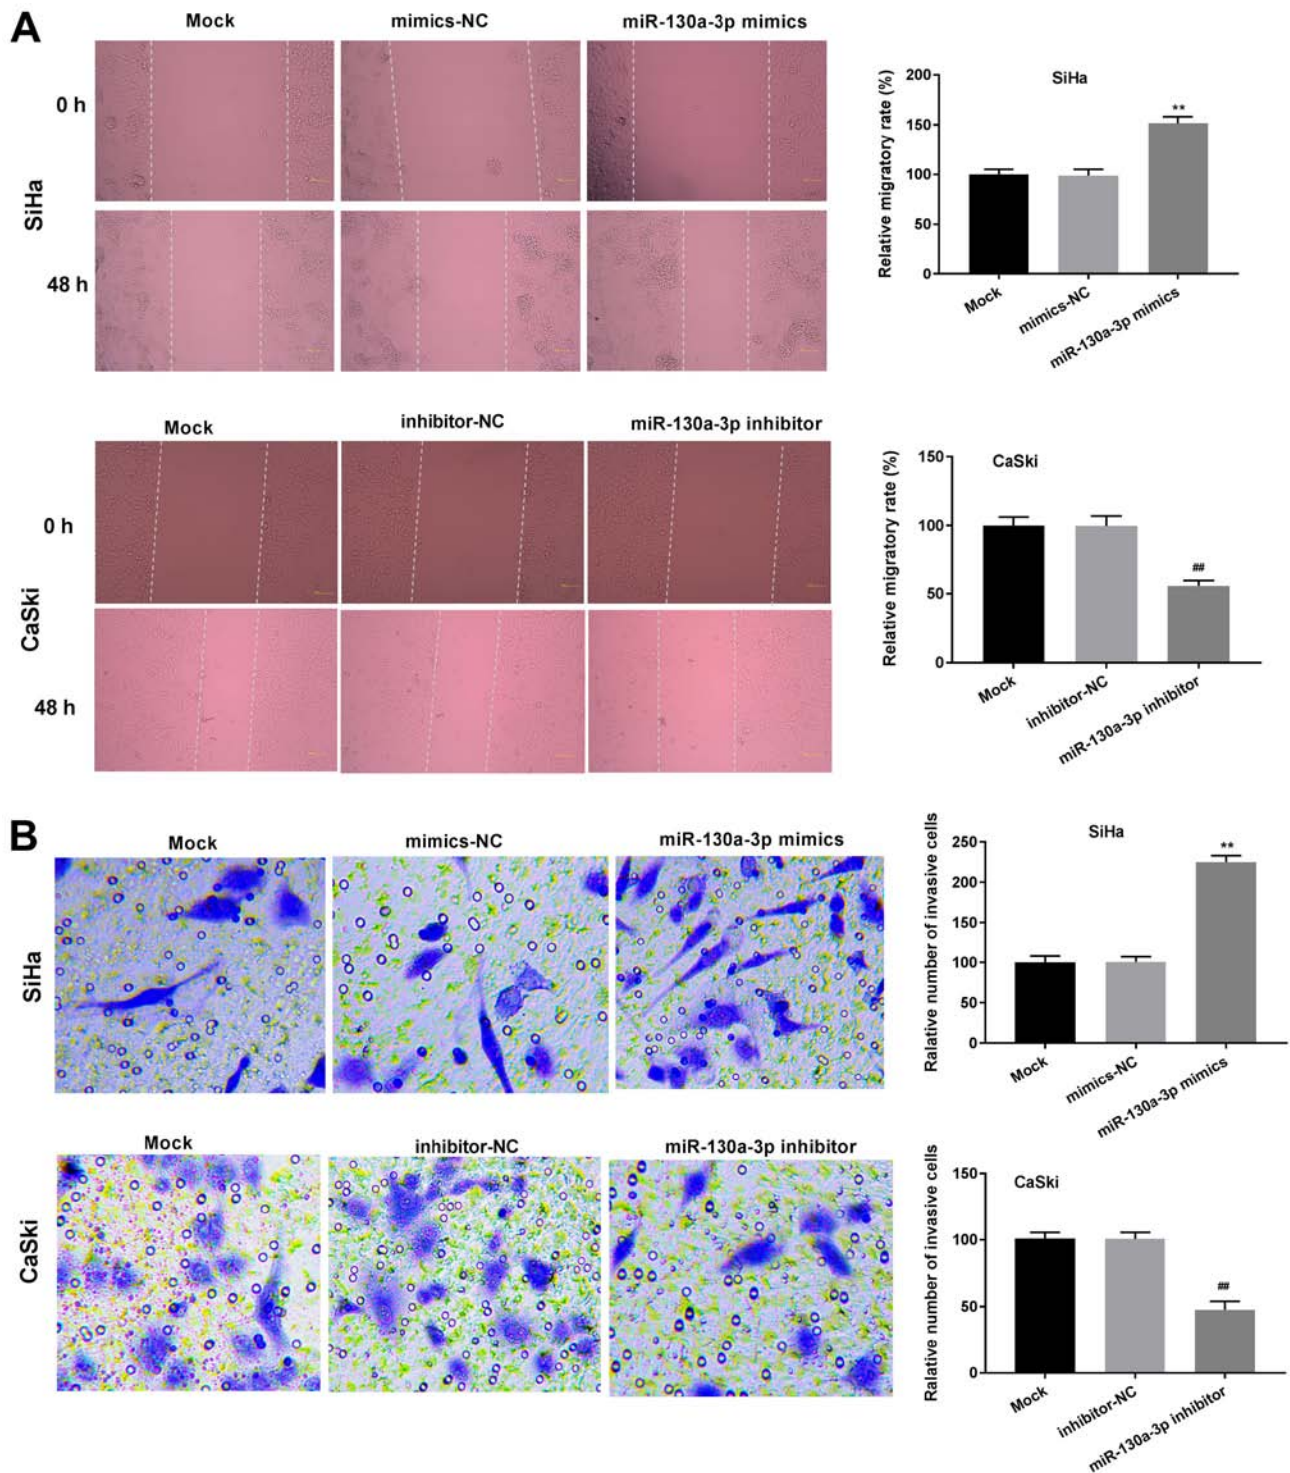 A
Mock
mimics-NC
miR-130a-3p mimics
SiHa
0 h
48 h
Relative migratory rate (%)
SiHa
200
150
100
50
0
**
Mock
mimics-NC
miR-130a-3p mimics
Mock
inhibitor-NC
miR-130a-3p inhibitor
CaSki
0 h
48 h
Relative migratory rate (%)
CaSki
150
100
50
0
##
Mock
inhibitor-NC
miR-130a-3p inhibitor
B
Mock
mimics-NC
miR-130a-3p mimics
SiHa
Ralative number of invasive cells
SiHa
250
200
150
100
50
0
**
Mock
mimics-NC
miR-130a-3p mimics
Mock
inhibitor-NC
miR-130a-3p inhibitor
CaSki
Ralative number of invasive cells
CaSki
150
100
50
0
##
Mock
inhibitor-NC
miR-130a-3p inhibitor